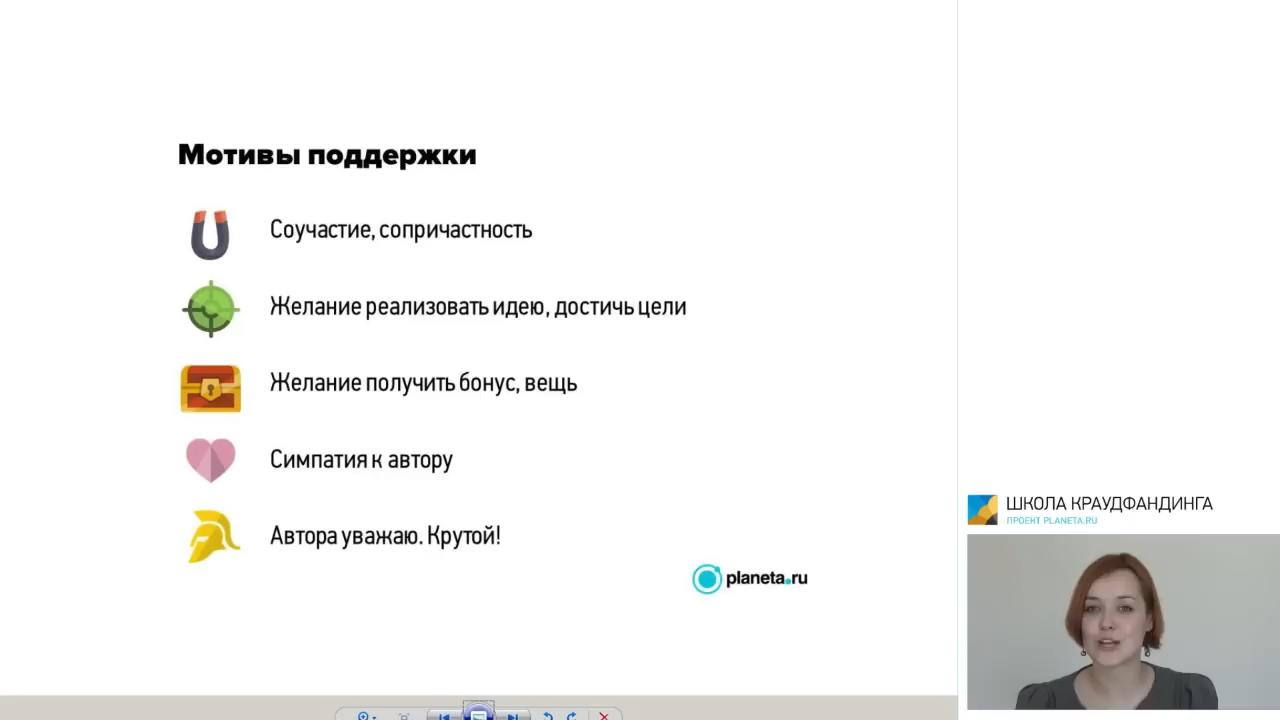 Мотивы поддержки
Соучастие, сопричастность
Желание реализовать идею, достичь цели
Желание получить бонус, вещь
Симпатия к автору
Автора уважаю. Крутой!
planeta.ru
ШКОЛА КРАУДФАНДИНГА
ПРОЕКТ PLANETA.RU